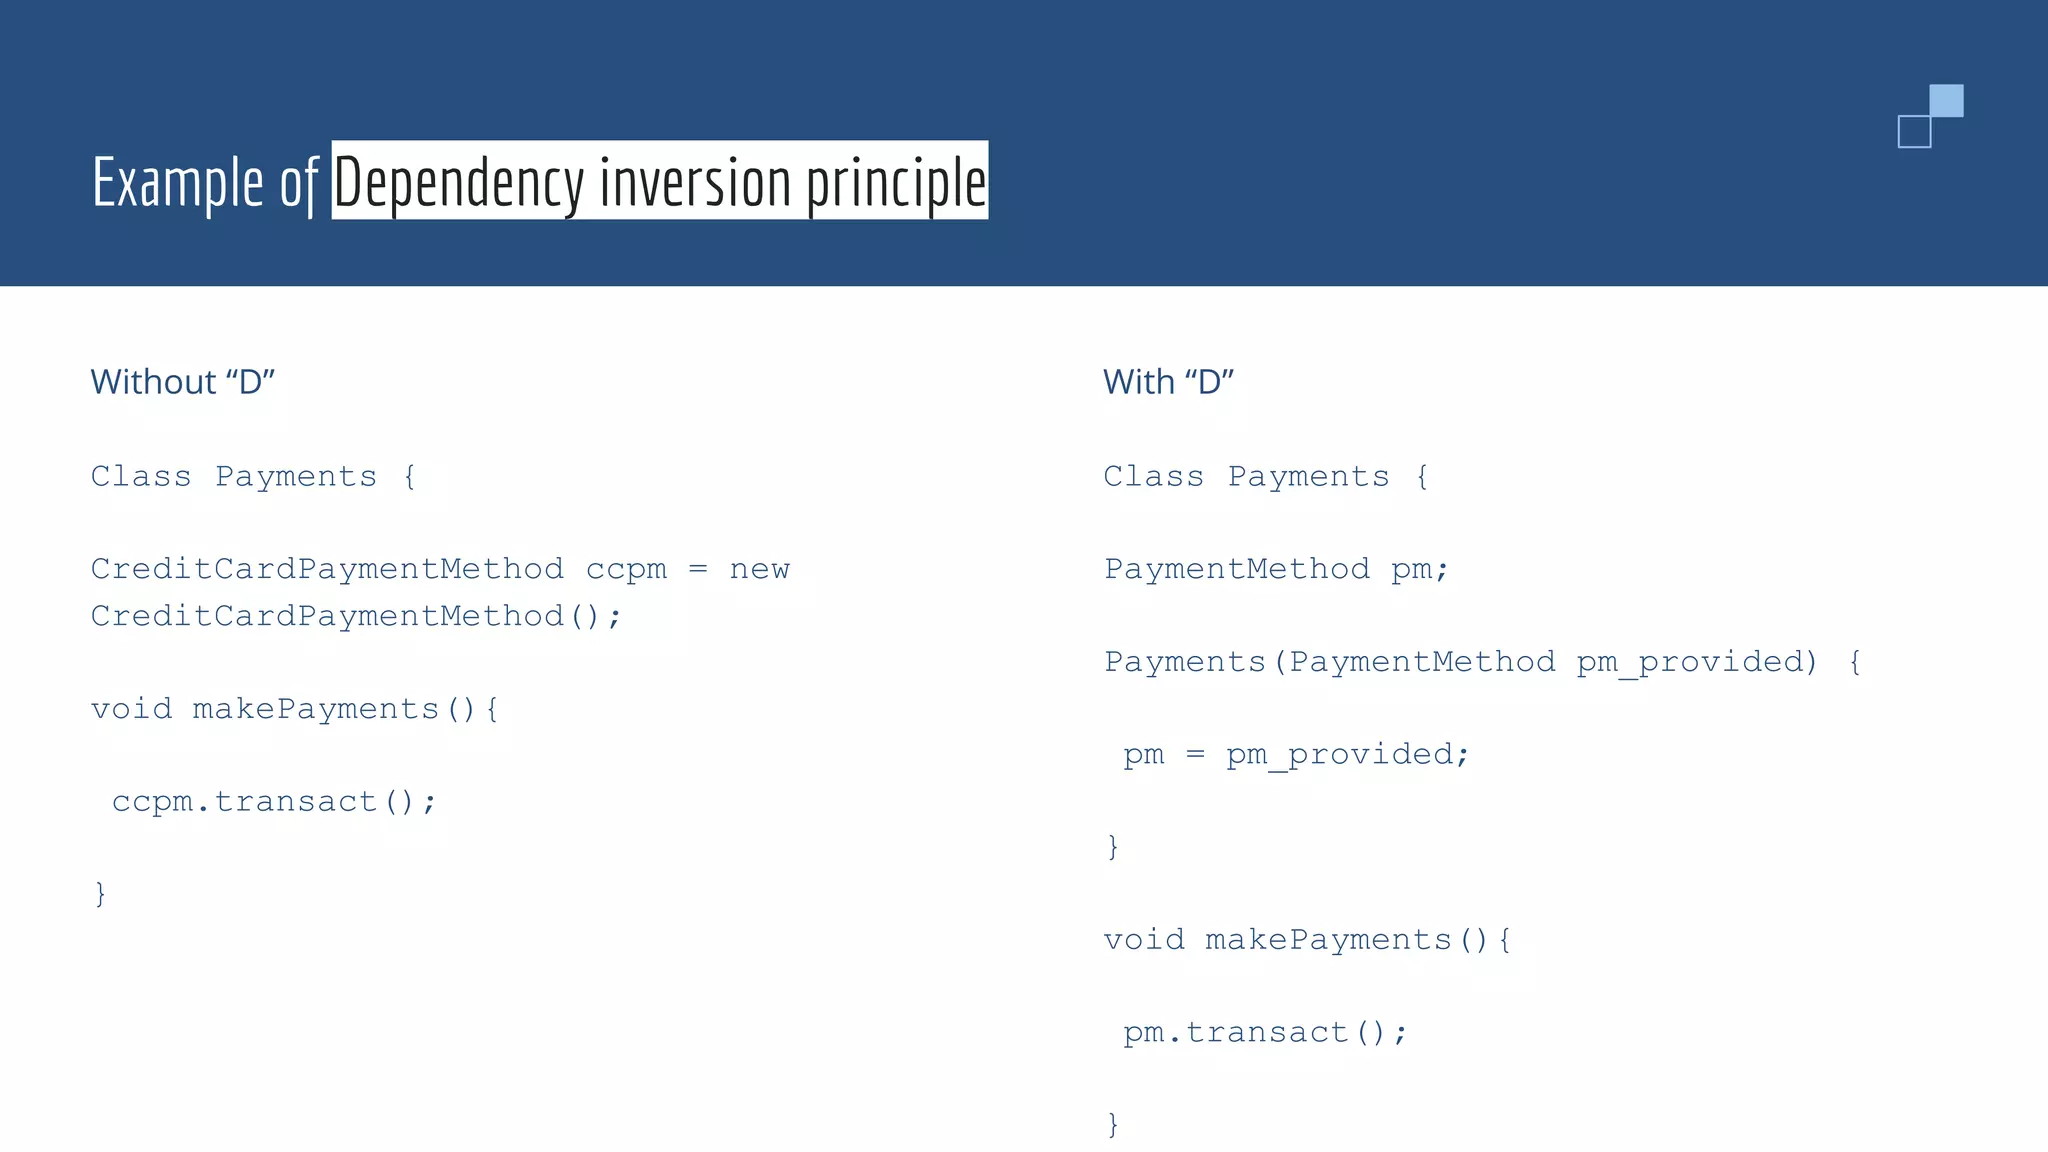 Example of Dependency inversion principle
Without “D”
Class Payments {
CreditCardPaymentMethod ccpm = new
CreditCardPaymentMethod();
void makePayments(){
ccpm.transact();
}
With “D”
Class Payments {
PaymentMethod pm;
Payments(PaymentMethod pm_provided) {
pm = pm_provided;
}
void makePayments(){
pm.transact();
}